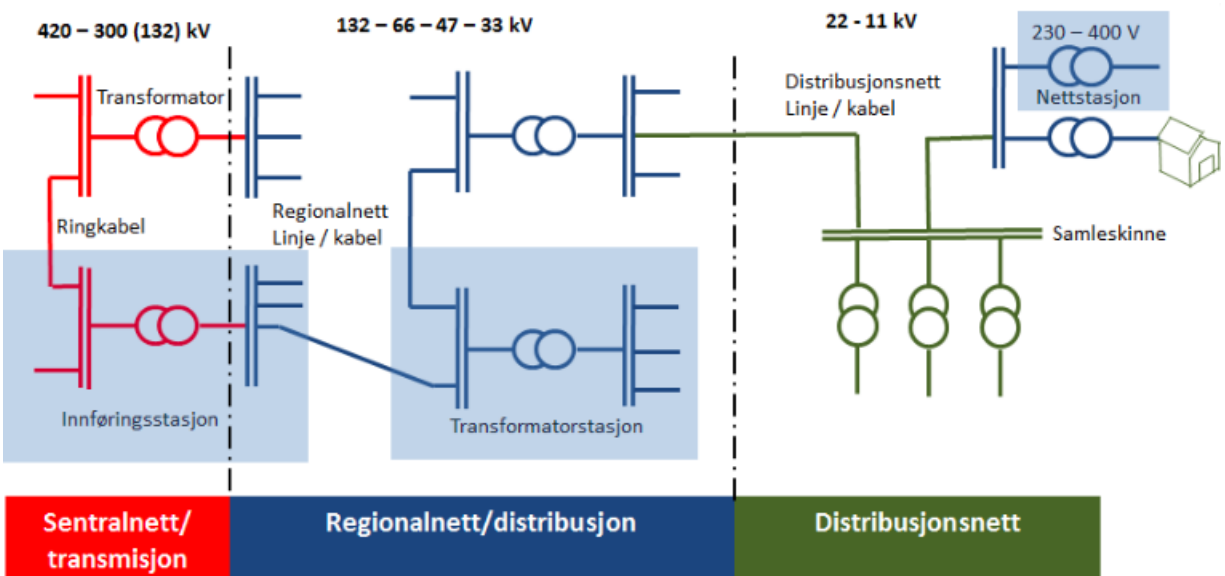 420 – 300 (132) kV
132 – 66 – 47 – 33 kV
22 - 11 kV
230 – 400 V
Transformator
Distribusjonsnett
Linje / kabel
Nettstasjon
Ringkabel
Regionalnett
Linje / kabel
Samleskinne
Innføringsstasjon
Transformatorstasjon
Sentralnett/
transmisjon
Regionalnett/distribusjon
Distribusjonsnett